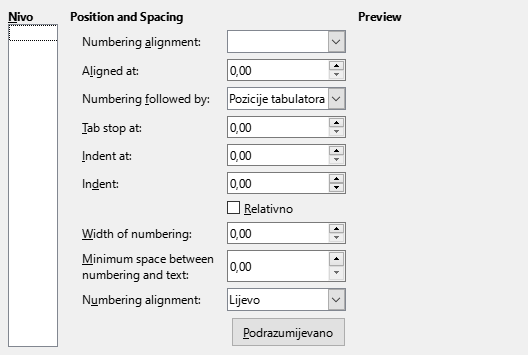 Nivo Position and Spacing Preview
Numbering alignment:
Aligned at: 0,00
Numbering followed by: Pozicije tabulatora
Tab stop at: 0,00
Indent at: 0,00
Indent: 0,00
Relativno
Width of numbering: 0,00
Minimum space between
numbering and text: 0,00
Numbering alignment: Lijevo
Podrazumijevano